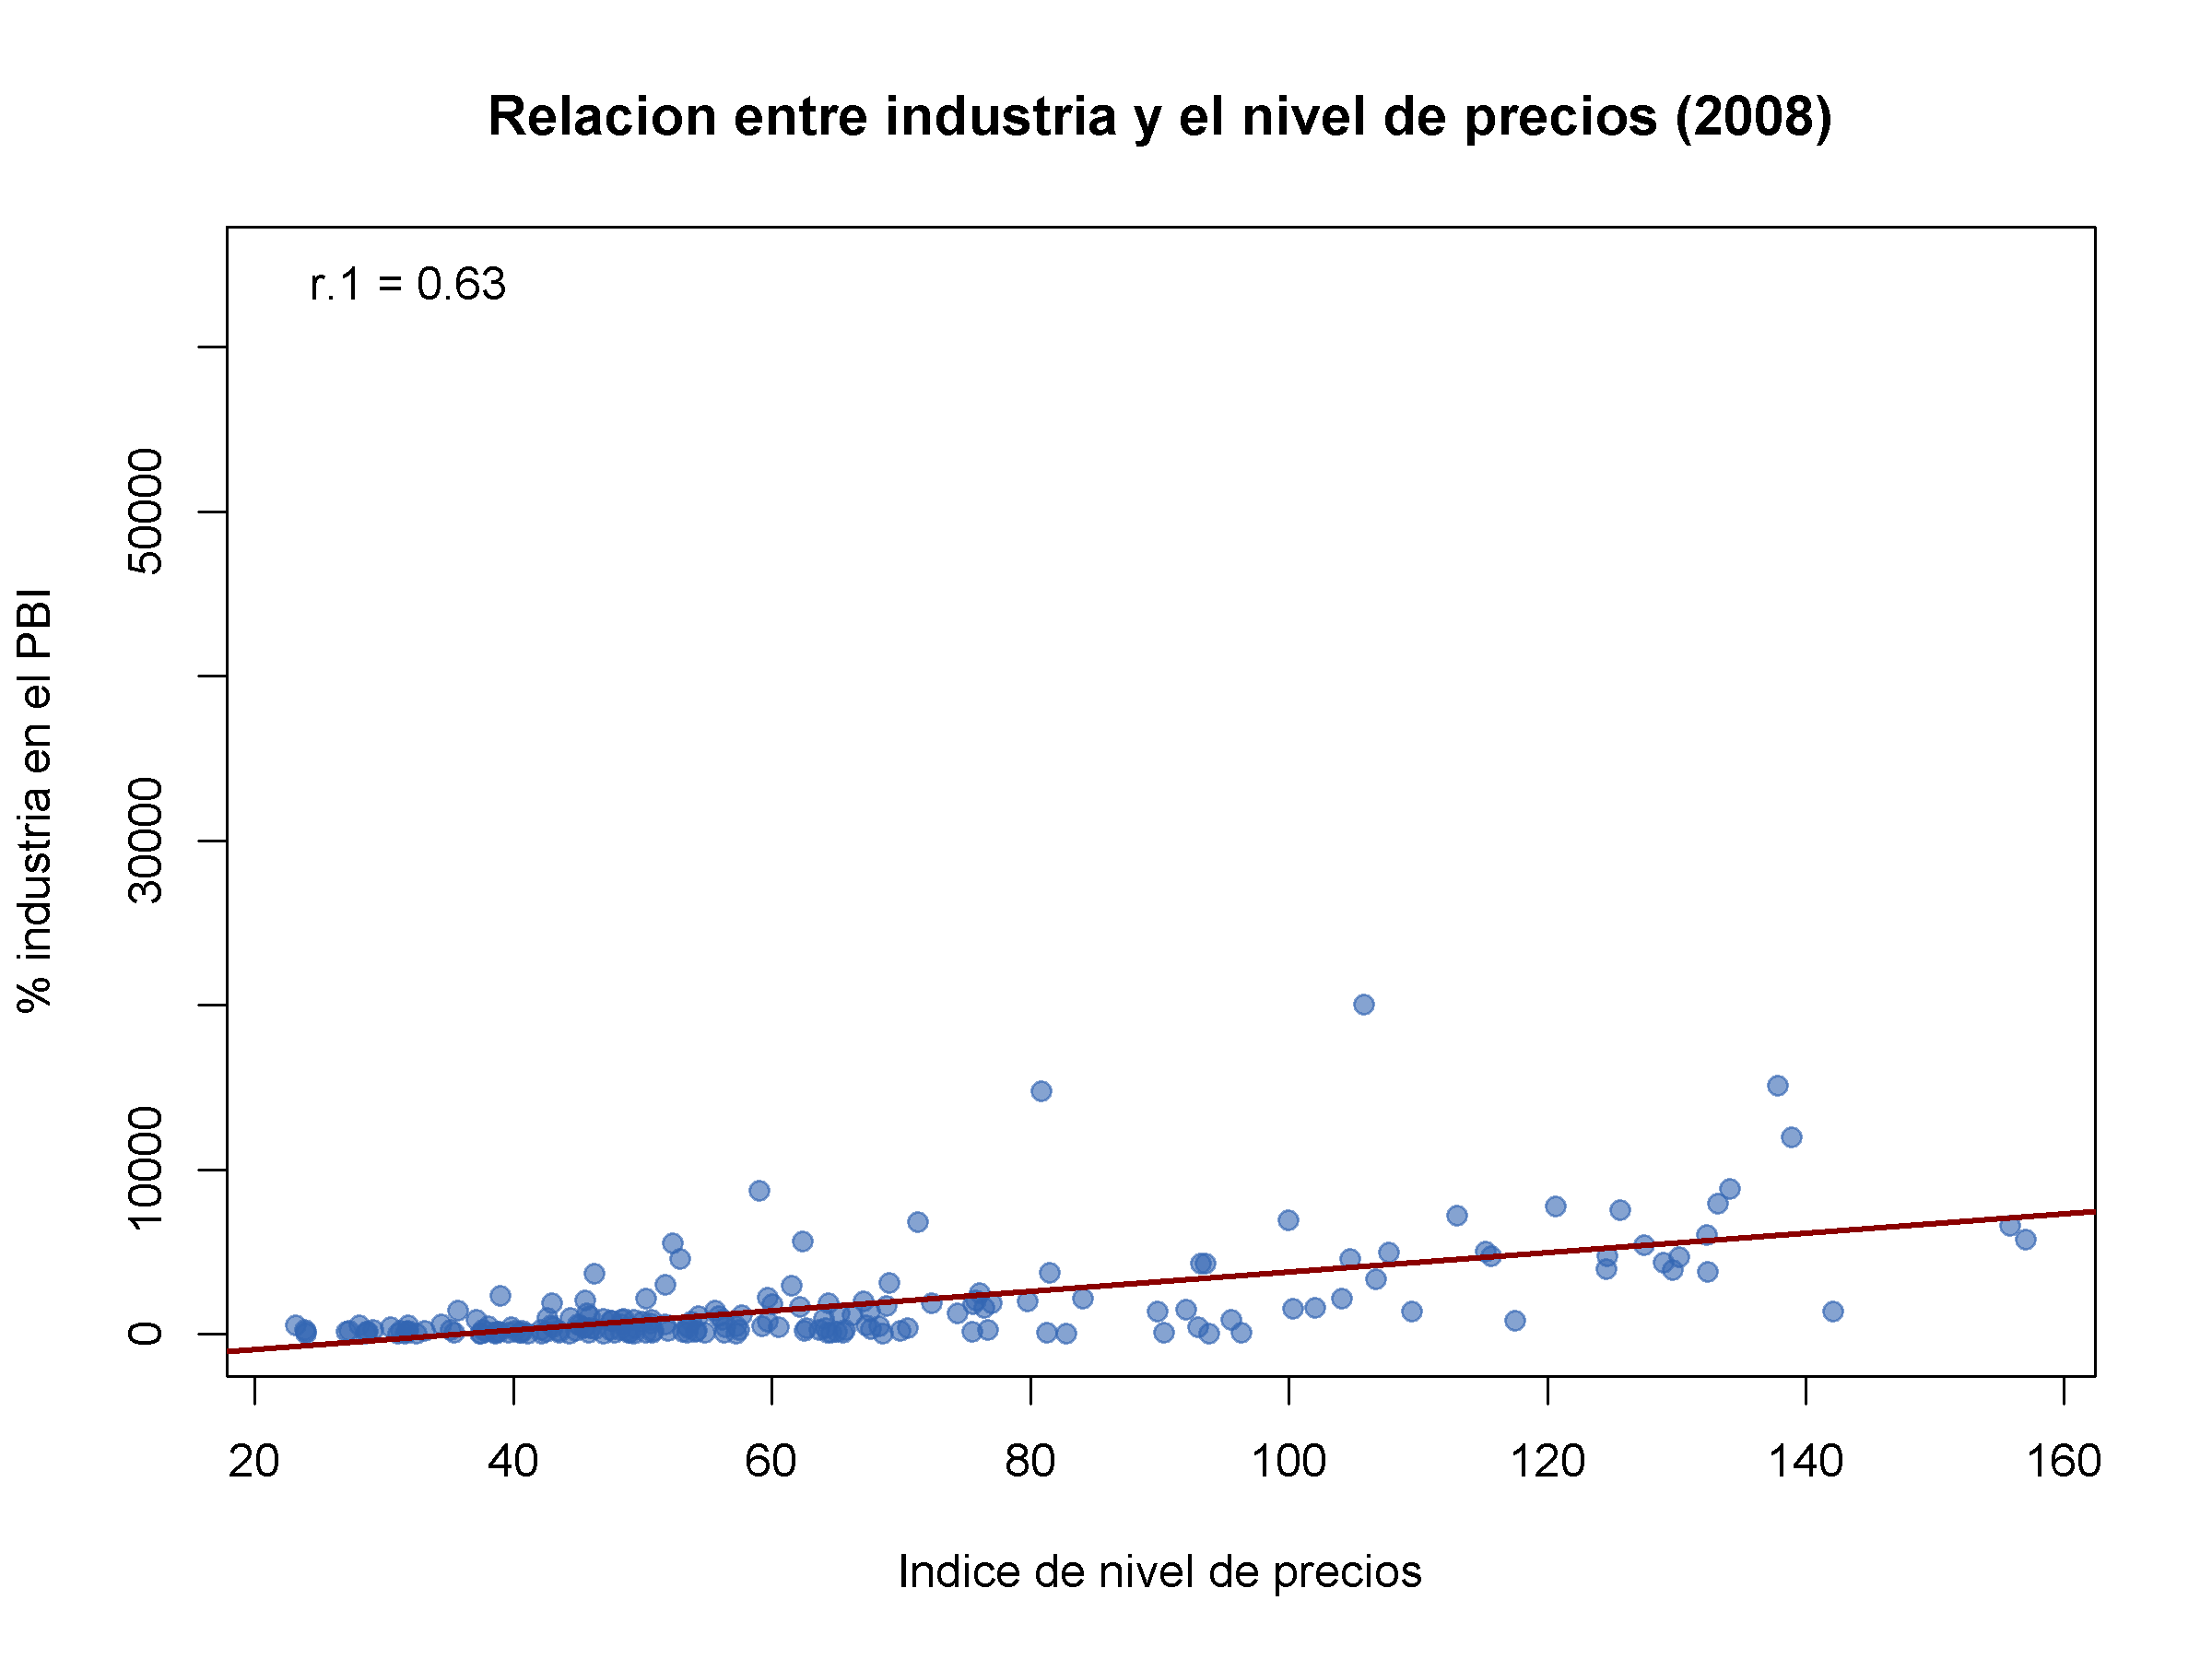 Relacion entre industria y el nivel de precios (2008)
r.1 = 0.63
50000
30000
10000
0
% industria en el PBI
20 40 60 80 100 120 140 160
Indice de nivel de precios